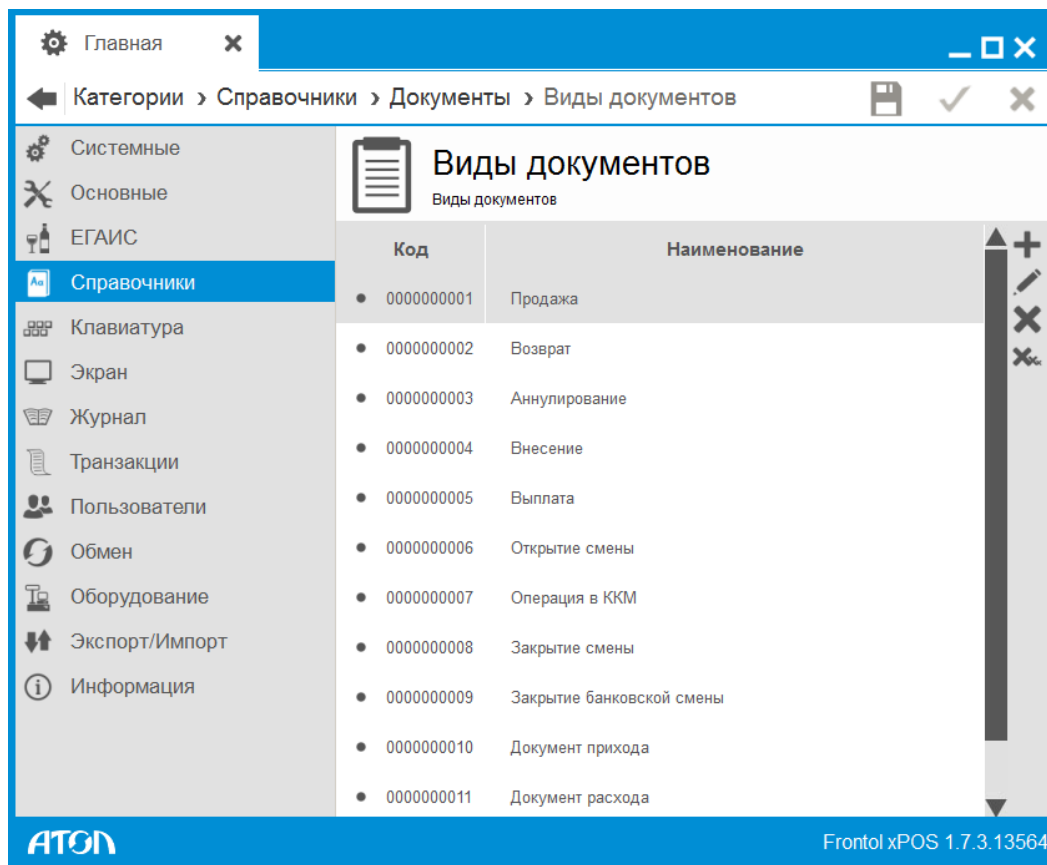 Главная
Категории › Справочники › Документы › Виды документов
Системные
Основные
ЕГАИС
Справочники
Клавиатура
Экран
Журнал
Транзакции
Пользователи
Обмен
Оборудование
Экспорт/Импорт
Информация
Виды документов
Виды документов
Код Наименование
0000000001 Продажа
0000000002 Возврат
0000000003 Аннулирование
0000000004 Внесение
0000000005 Выплата
0000000006 Открытие смены
0000000007 Операция в ККМ
0000000008 Закрытие смены
0000000009 Закрытие банковской смены
0000000010 Документ прихода
0000000011 Документ расхода
АТОЛ
Frontol xPOS 1.7.3.13564